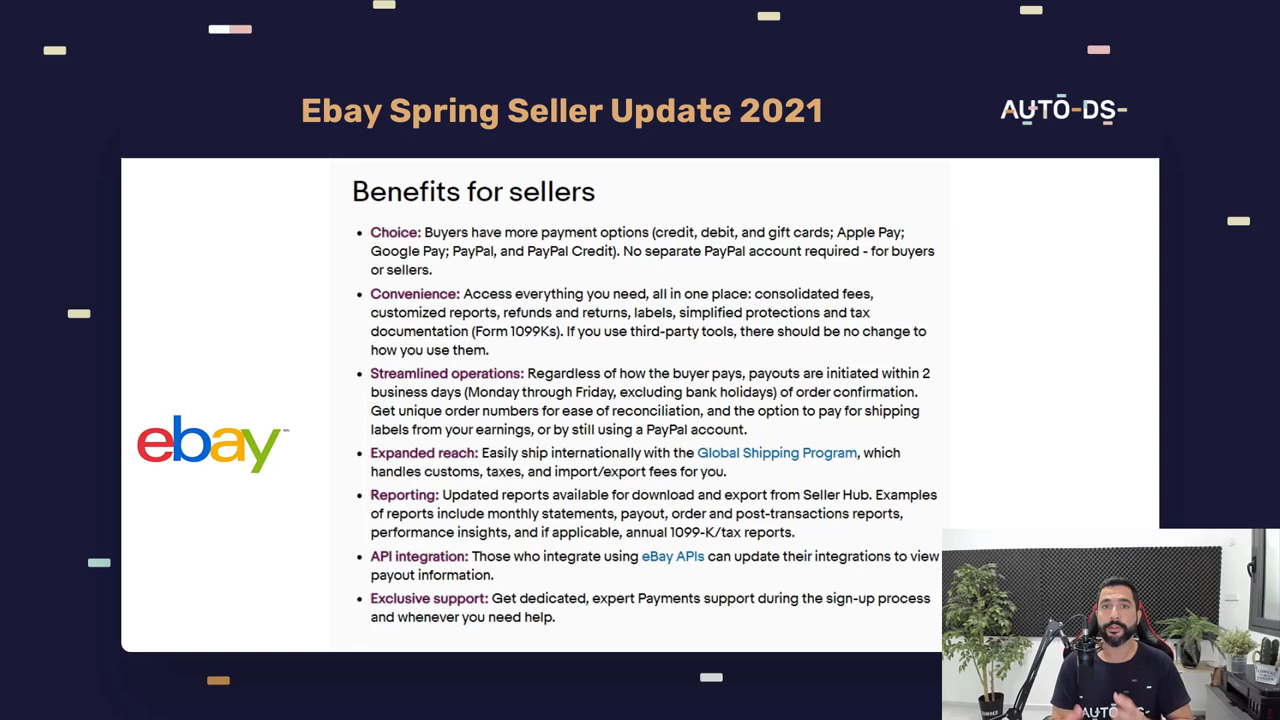 Ebay Spring Seller Update 2021
AUTO-DS-
Benefits for sellers
• Choice: Buyers have more payment options (credit, debit, and gift cards; Apple Pay;
Google Pay; PayPal, and PayPal Credit). No separate PayPal account required - for buyers
or sellers.
• Convenience: Access everything you need, all in one place: consolidated fees,
customized reports, refunds and returns, labels, simplified protections and tax
documentation (Form 1099Ks). If you use third-party tools, there should be no change to
how you use them.
• Streamlined operations: Regardless of how the buyer pays, payouts are initiated within 2
business days (Monday through Friday, excluding bank holidays) of order confirmation.
Get unique order numbers for ease of reconciliation, and the option to pay for shipping
labels from your earnings, or by still using a PayPal account.
• Expanded reach: Easily ship internationally with the Global Shipping Program, which
handles customs, taxes, and import/export fees for you.
• Reporting: Updated reports available for download and export from Seller Hub. Examples
of reports include monthly statements, payout, order and post-transactions reports,
performance insights, and if applicable, annual 1099-K/tax reports.
• API integration: Those who integrate using eBay APIs can update their integrations to view
payout information.
• Exclusive support: Get dedicated, expert Payments support during the sign-up process
and whenever you need help.
ebay
AUTO-DS-